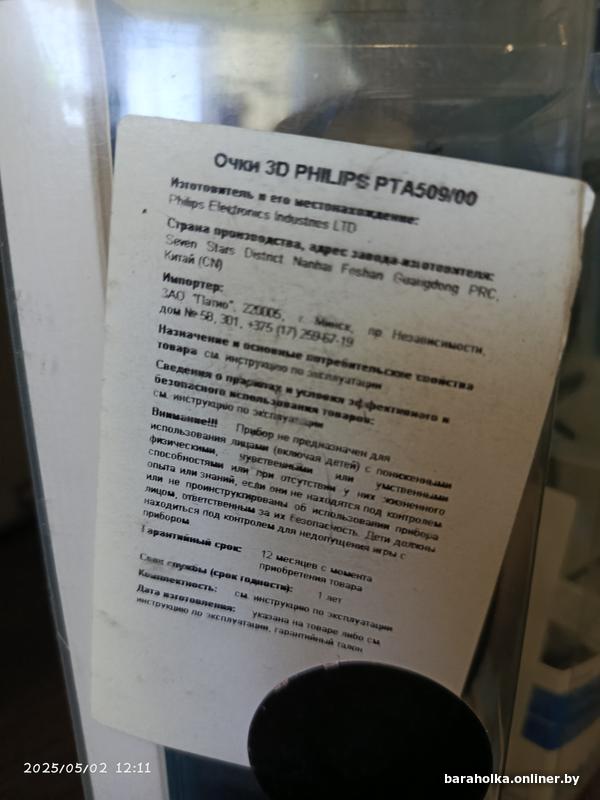 Очки 3D PHILIPS PTA509/00
Изготовитель и его местонахождение:
Philips Electronics Industries LTD
Страна производства, адрес завода-изготовителя:
Seven Stars District Nanhai Foshan Guangdong PRC,
Китай (CN)
Импортер:
ЗАО "Патио", 220005, г. Минск, пр. Независимости,
дом № 58, 301, +375 (17) 259-67-19
Назначение и основные потребительские свойства
товара см. инструкцию по эксплуатации
Сведения о правилах и условия эффективного и
безопасного использования товаров:
см. инструкцию по эксплуатации
Внимание!!! Прибор не предназначен для
использования лицами (включая детей) с пониженными
физическими, чувственными или умственными
способностями или при отсутствии у них жизненного
опыта или знаний, если они не находятся под контролем
или не проинструктированы об использовании прибора
лицом, ответственным за их безопасность. Дети должны
находиться под контролем для недопущения игры с
прибором
Гарантийный срок: 12 месяцев с момента
приобретения товара
Срок службы (срок годности): 1 лет
Комплектность: см. инструкцию по эксплуатации
Дата изготовления: указана на товаре либо см.
инструкцию по эксплуатации, гарантийный талон
2025/05/02 12:11
baraholka.onliner.by